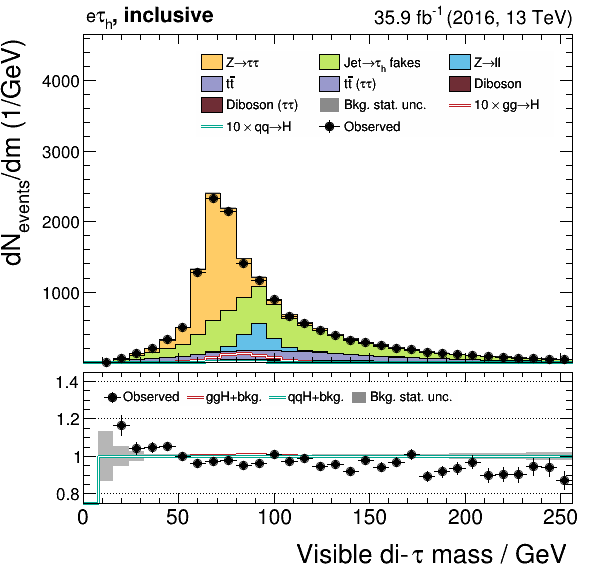 eτh, inclusive 35.9 fb-1 (2016, 13 TeV)
dNevents/dm (1/GeV)
4000
3000
2000
1000
Z→ττ Jet→τh fakes Z→ll
tt̄ tt̄ (ττ) Diboson
Diboson (ττ) Bkg. stat. unc. 10 × gg→H
10 × qq→H Observed
1.4
1.2
1
0.8
Observed ggH+bkg. qqH+bkg. Bkg. stat. unc.
0 50 100 150 200 250
Visible di-τ mass / GeV